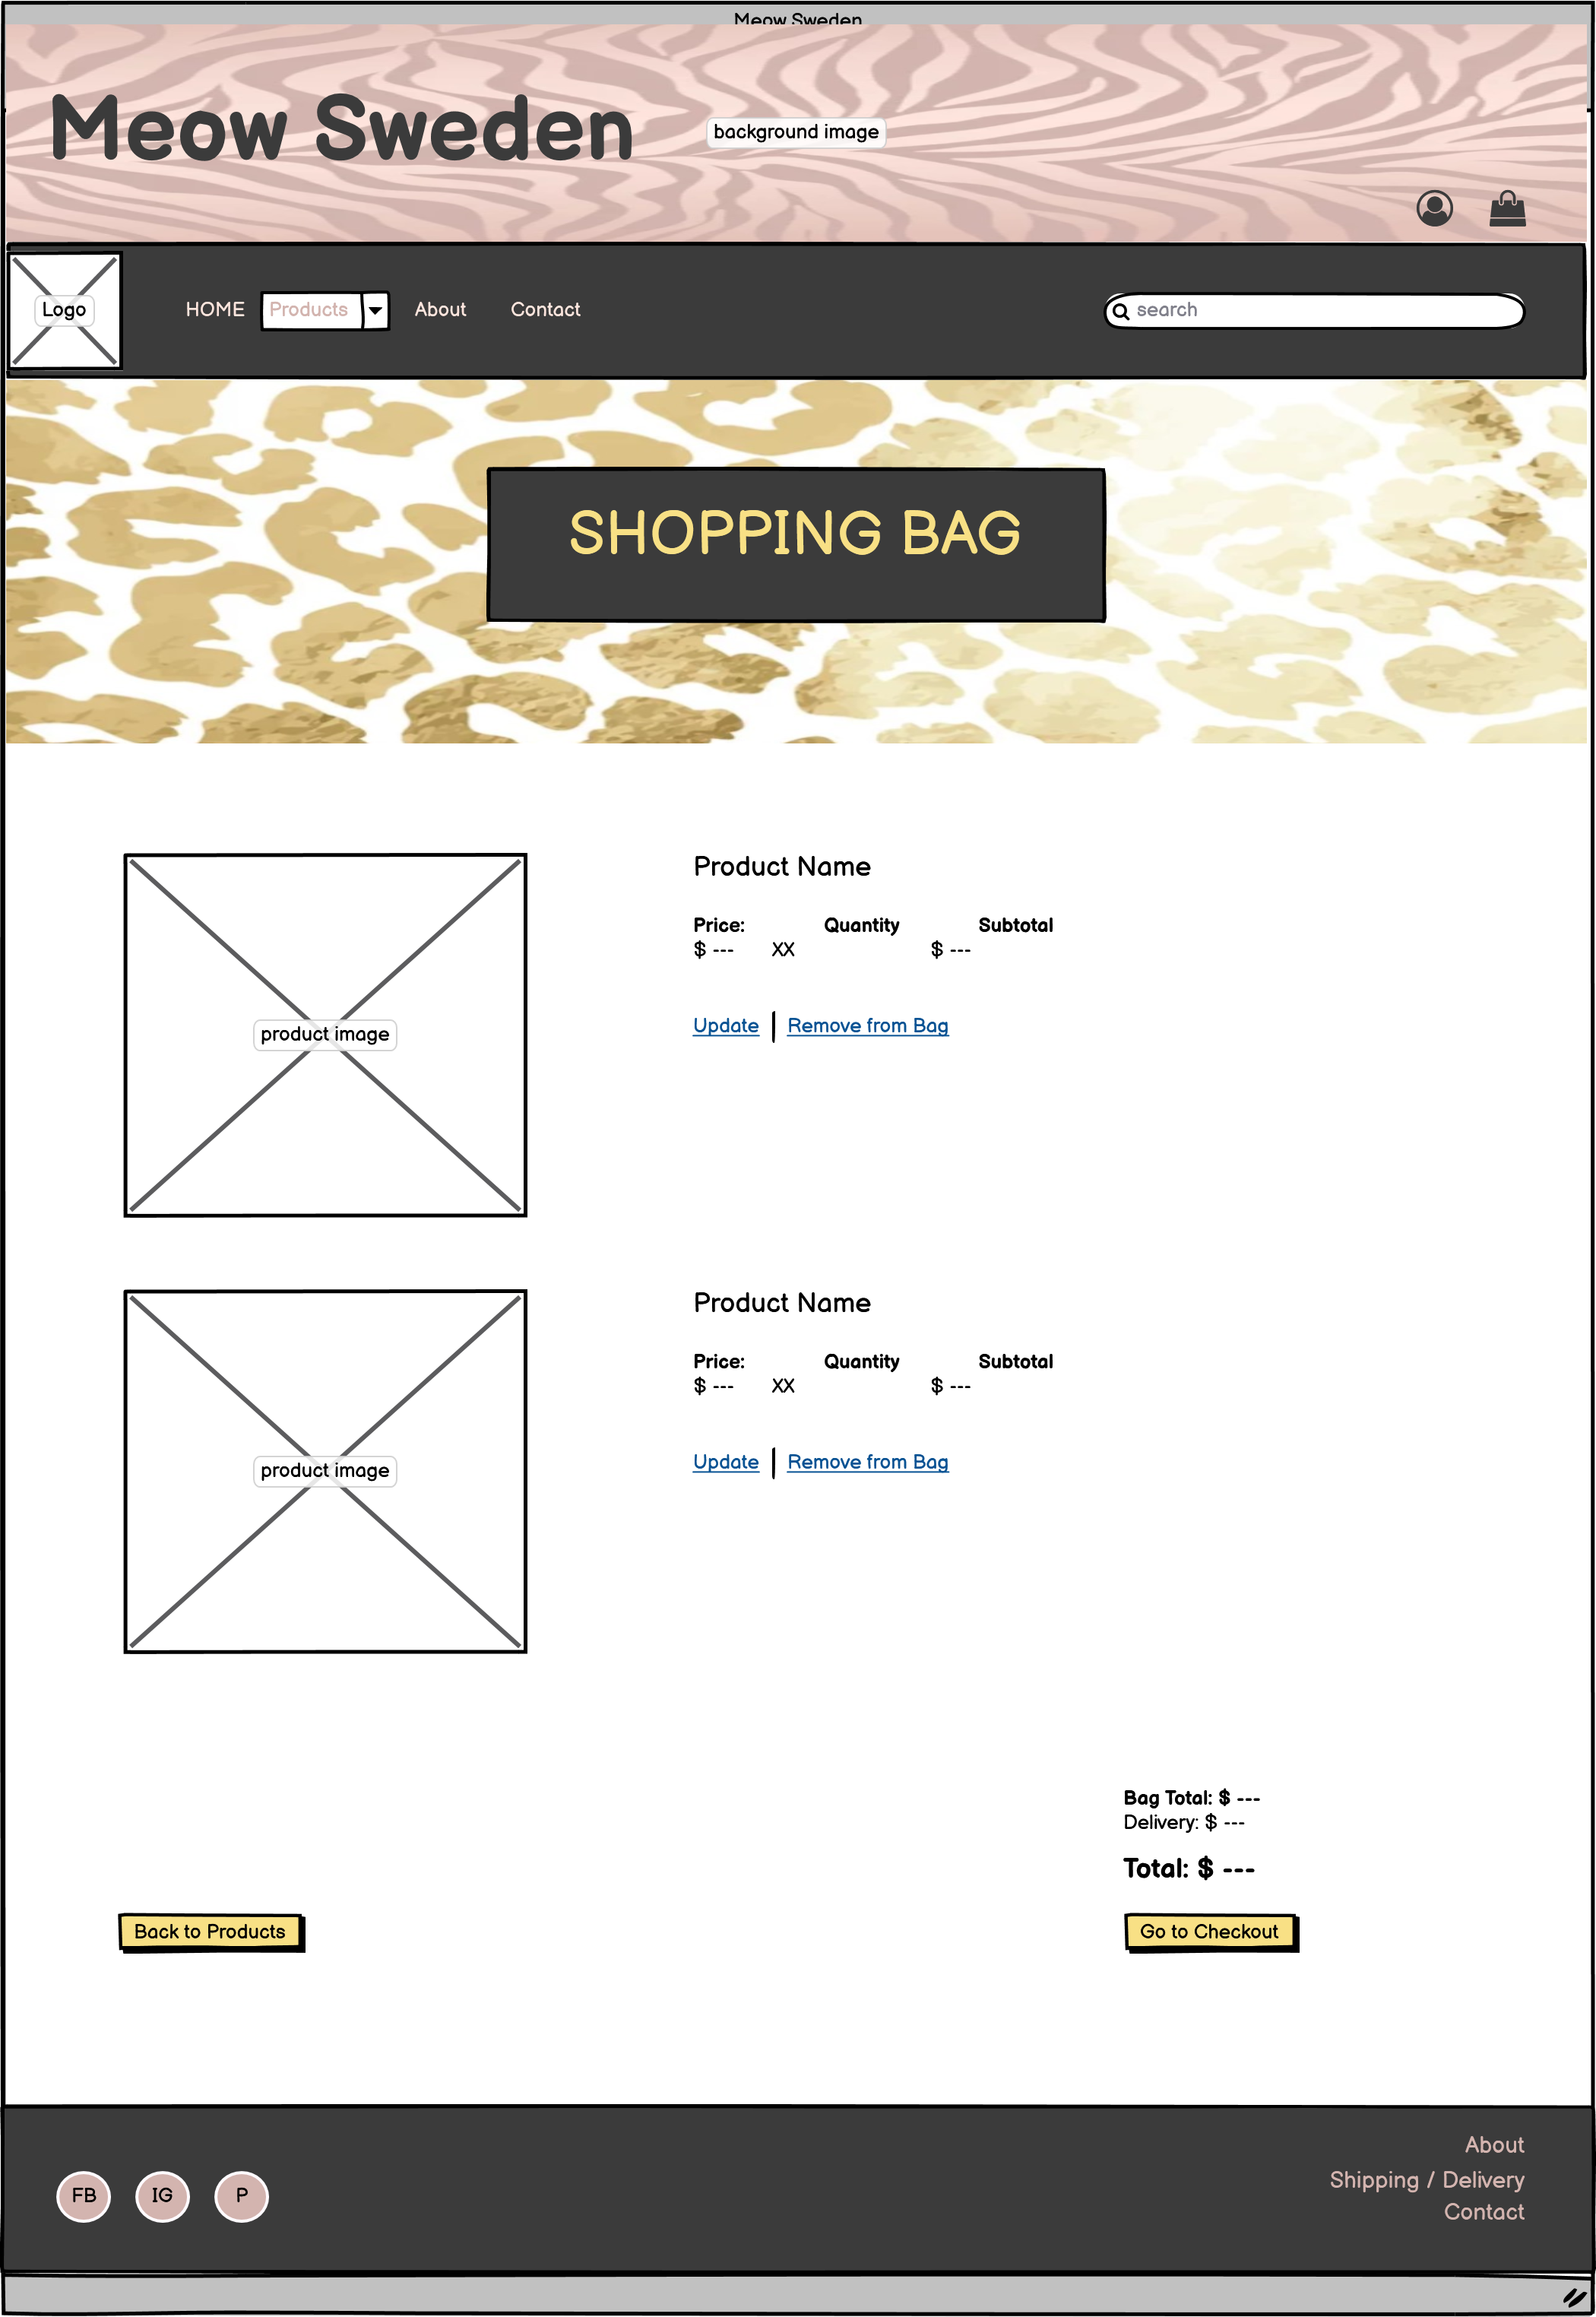 Meow Sweden
Meow Sweden
background image
Logo
HOME Products About Contact
search
SHOPPING BAG
product image
Product Name
Price: Quantity Subtotal
$ --- XX $ ---
Update | Remove from Bag
product image
Product Name
Price: Quantity Subtotal
$ --- XX $ ---
Update | Remove from Bag
Bag Total: $ ---
Delivery: $ ---
Total: $ ---
Back to Products
Go to Checkout
FB IG P
About
Shipping / Delivery
Contact